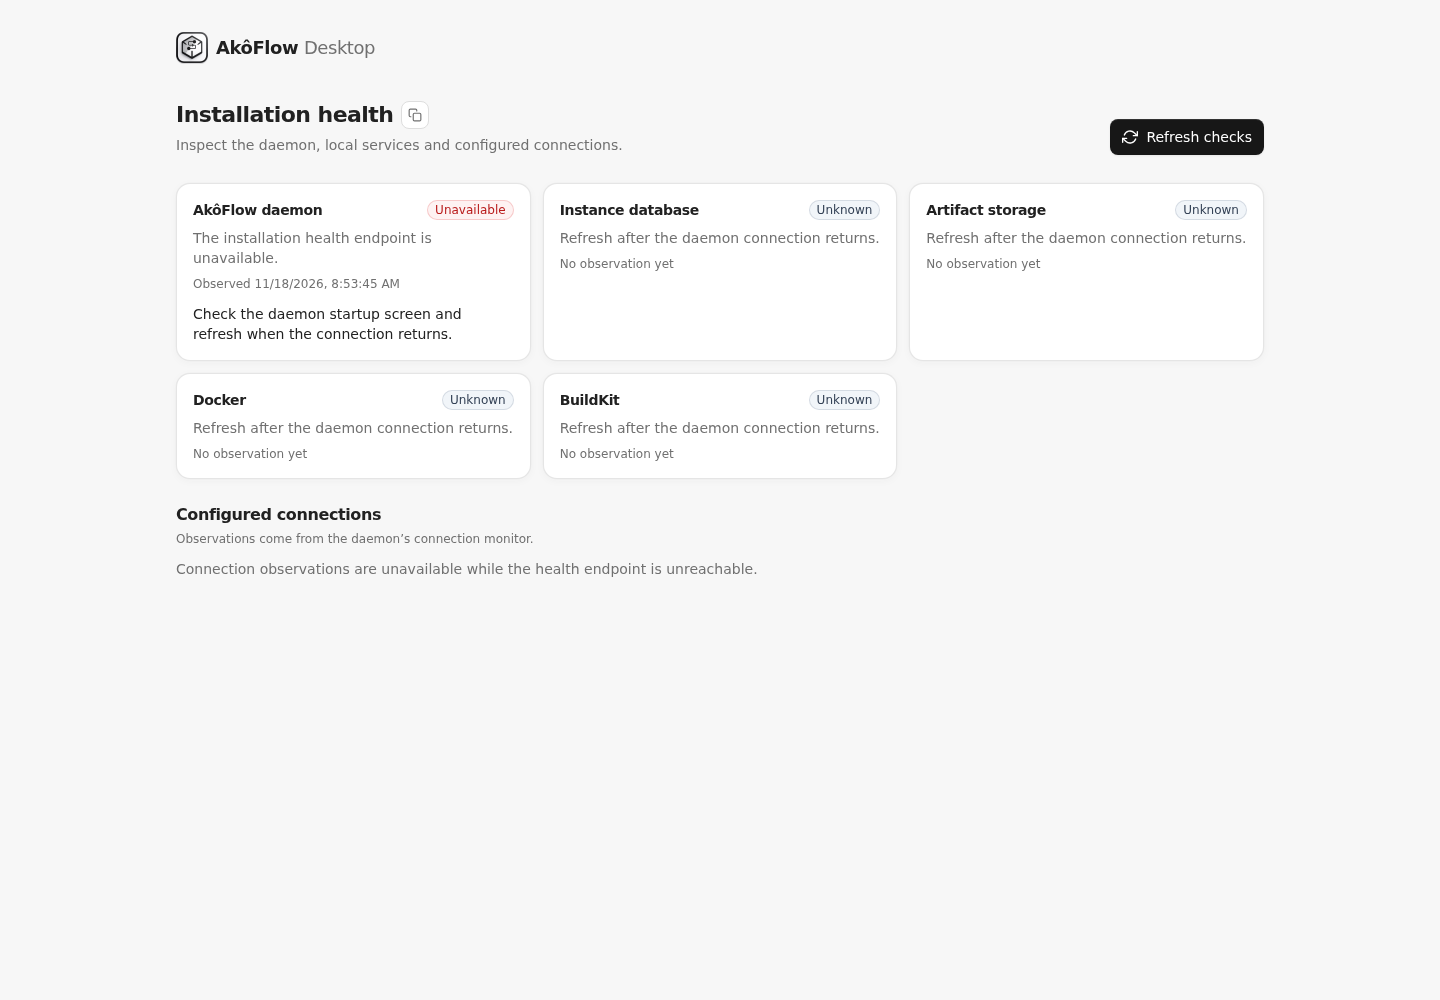 AkôFlow Desktop
Installation health
Inspect the daemon, local services and configured connections.
Refresh checks
AkôFlow daemon
Unavailable
The installation health endpoint is
unavailable.
Observed 11/18/2026, 8:53:45 AM
Check the daemon startup screen and
refresh when the connection returns.
Instance database
Unknown
Refresh after the daemon connection returns.
No observation yet
Artifact storage
Unknown
Refresh after the daemon connection returns.
No observation yet
Docker
Unknown
Refresh after the daemon connection returns.
No observation yet
BuildKit
Unknown
Refresh after the daemon connection returns.
No observation yet
Configured connections
Observations come from the daemon’s connection monitor.
Connection observations are unavailable while the health endpoint is unreachable.